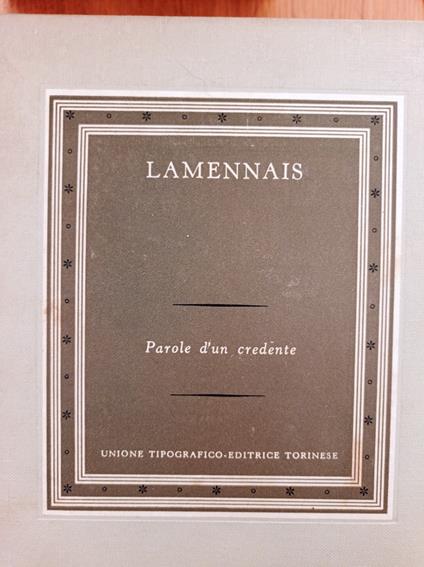 LAMENNAIS
Parole d'un credente
UNIONE TIPOGRAFICO-EDITRICE TORINESE